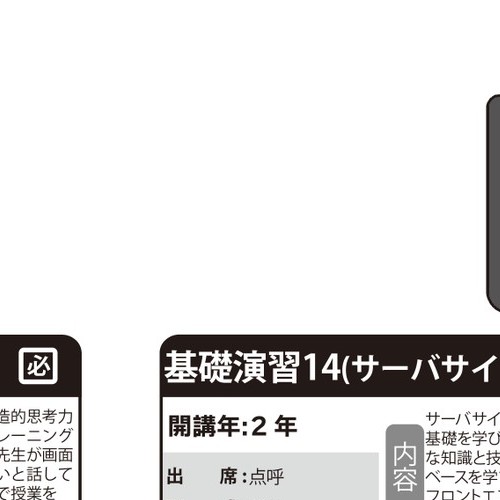 必
造的思考力
レーニング
先生が画面
いと話して
で授業を
基礎演習14(サーバサイ
開講年:2 年
出 席:点呼
内容
サーバサイ
基礎を学び
な知識と技
ベースを学
フロントエ